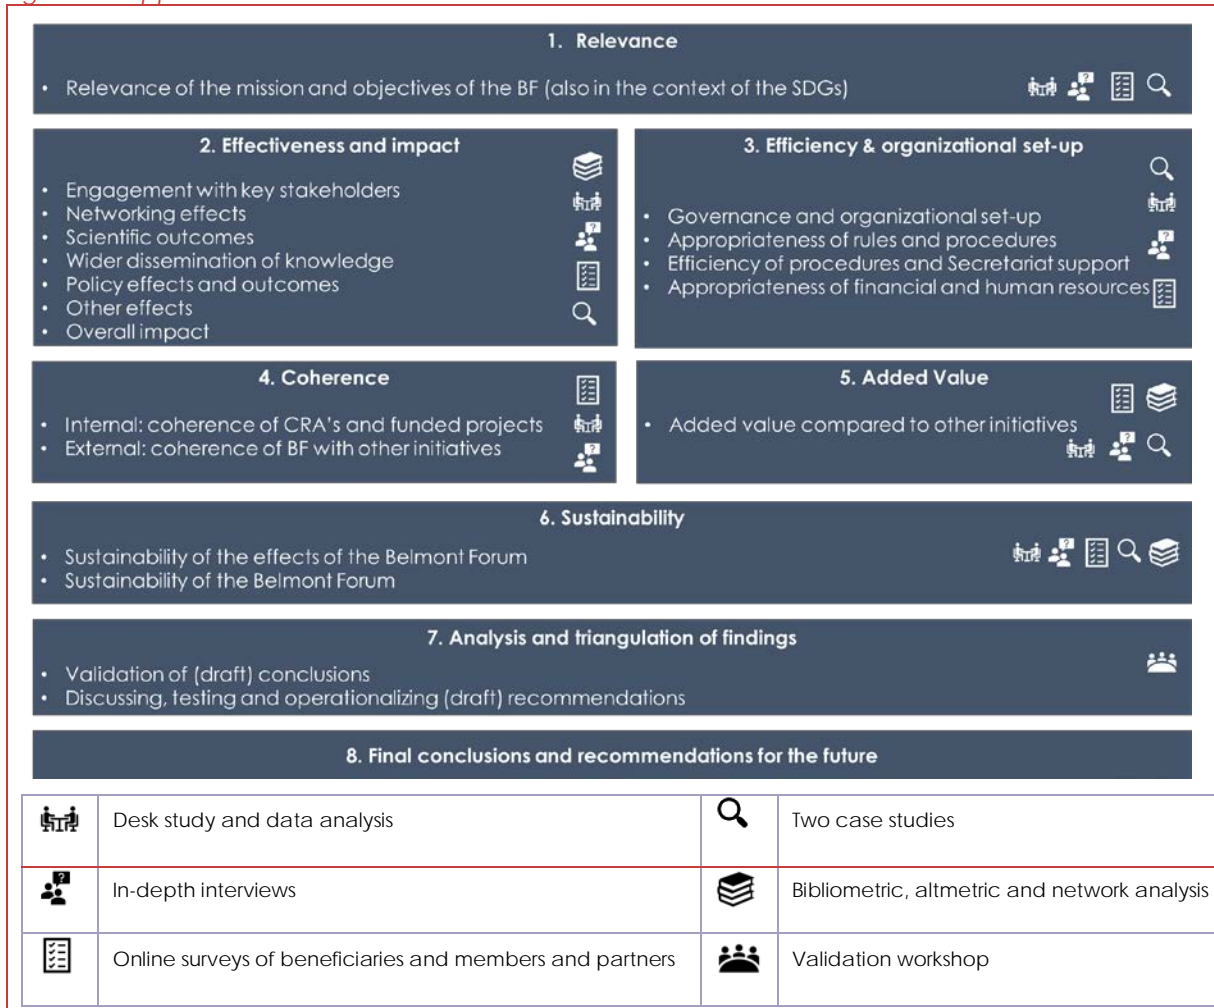 1. Relevance
• Relevance of the mission and objectives of the BF (also in the context of the SDGs)
2. Effectiveness and impact
• Engagement with key stakeholders
• Networking effects
• Scientific outcomes
• Wider dissemination of knowledge
• Policy effects and outcomes
• Other effects
• Overall impact
3. Efficiency & organizational set-up
• Governance and organizational set-up
• Appropriateness of rules and procedures
• Efficiency of procedures and Secretariat support
• Appropriateness of financial and human resources
4. Coherence
• Internal: coherence of CRA's and funded projects
• External: coherence of BF with other initiatives
5. Added Value
• Added value compared to other initiatives
6. Sustainability
• Sustainability of the effects of the Belmont Forum
• Sustainability of the Belmont Forum
7. Analysis and triangulation of findings
• Validation of (draft) conclusions
• Discussing, testing and operationalizing (draft) recommendations
8. Final conclusions and recommendations for the future
Desk study and data analysis
Two case studies
In-depth interviews
Bibliometric, altmetric and network analysis
Online surveys of beneficiaries and members and partners
Validation workshop